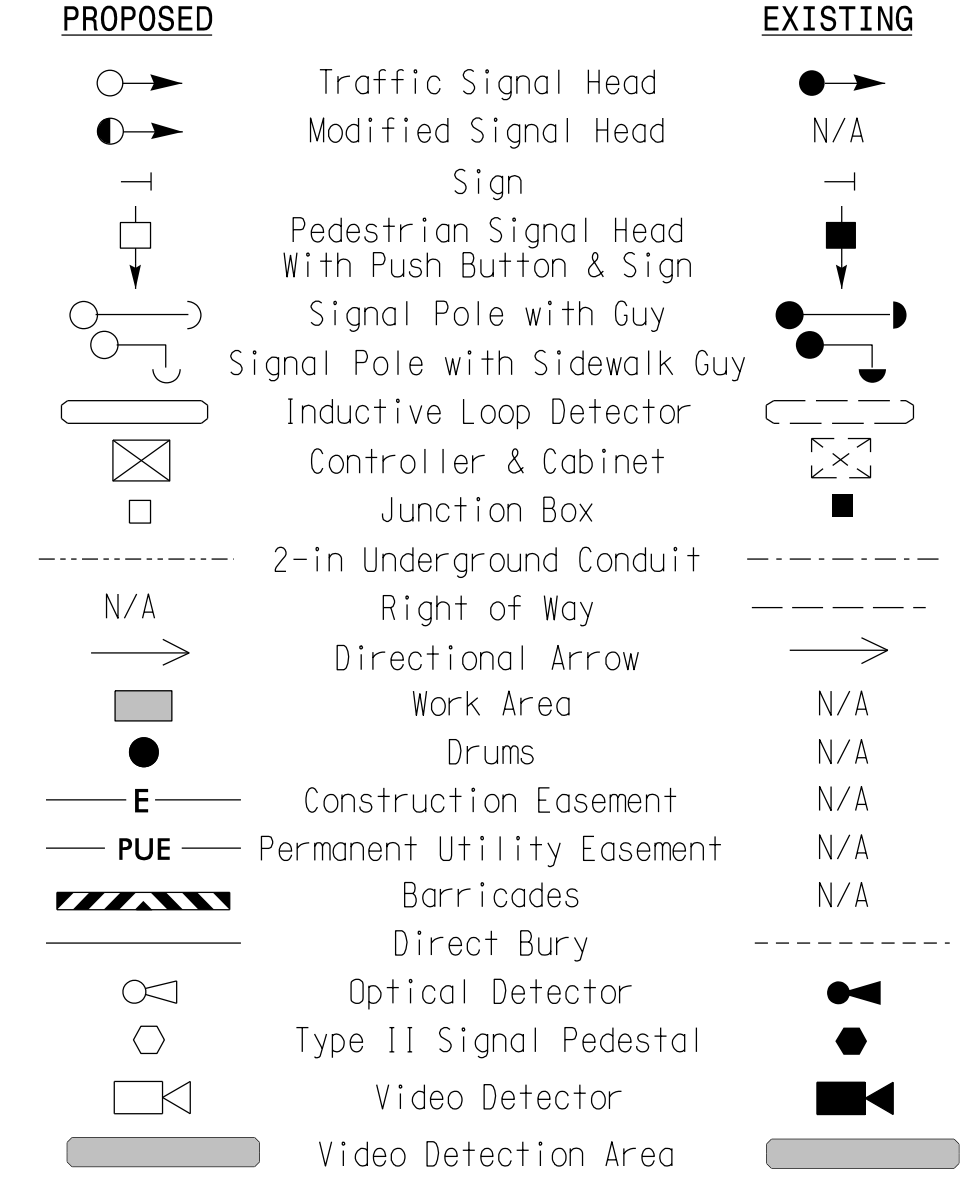 PROPOSED EXISTING
Traffic Signal Head
Modified Signal Head N/A
Sign
Pedestrian Signal Head
With Push Button & Sign
Signal Pole with Guy
Signal Pole with Sidewalk Guy
Inductive Loop Detector
Controller & Cabinet
Junction Box
2-in Underground Conduit
N/A Right of Way
Directional Arrow
Work Area N/A
Drums N/A
E Construction Easement N/A
PUE Permanent Utility Easement N/A
Barricades N/A
Direct Bury
Optical Detector
Type II Signal Pedestal
Video Detector
Video Detection Area